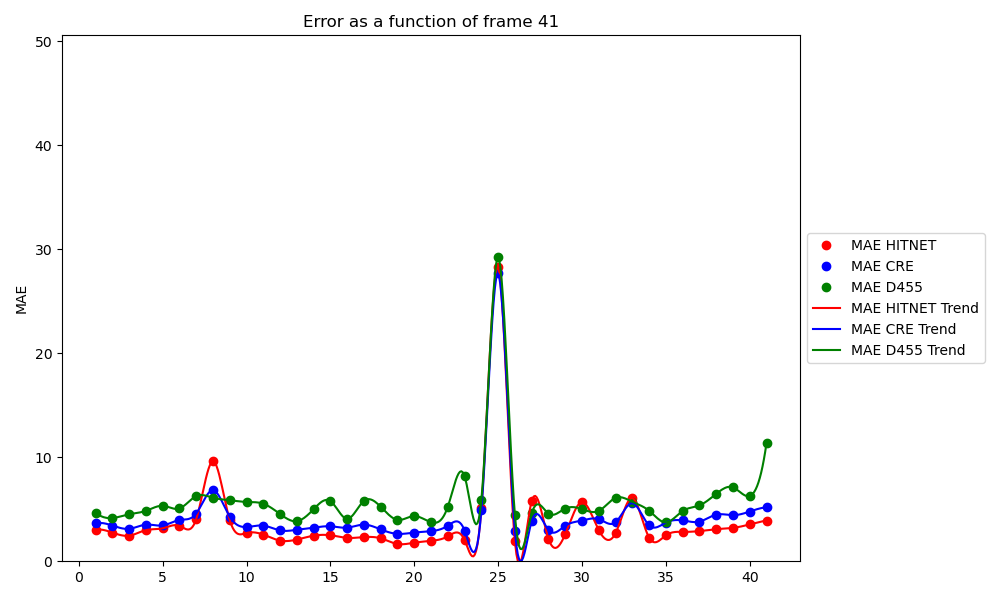 Error as a function of frame 41
50
40
30
20
10
0
MAE
0
5
10
15
20
25
30
35
40
MAE HITNET
MAE CRE
MAE D455
MAE HITNET Trend
MAE CRE Trend
MAE D455 Trend